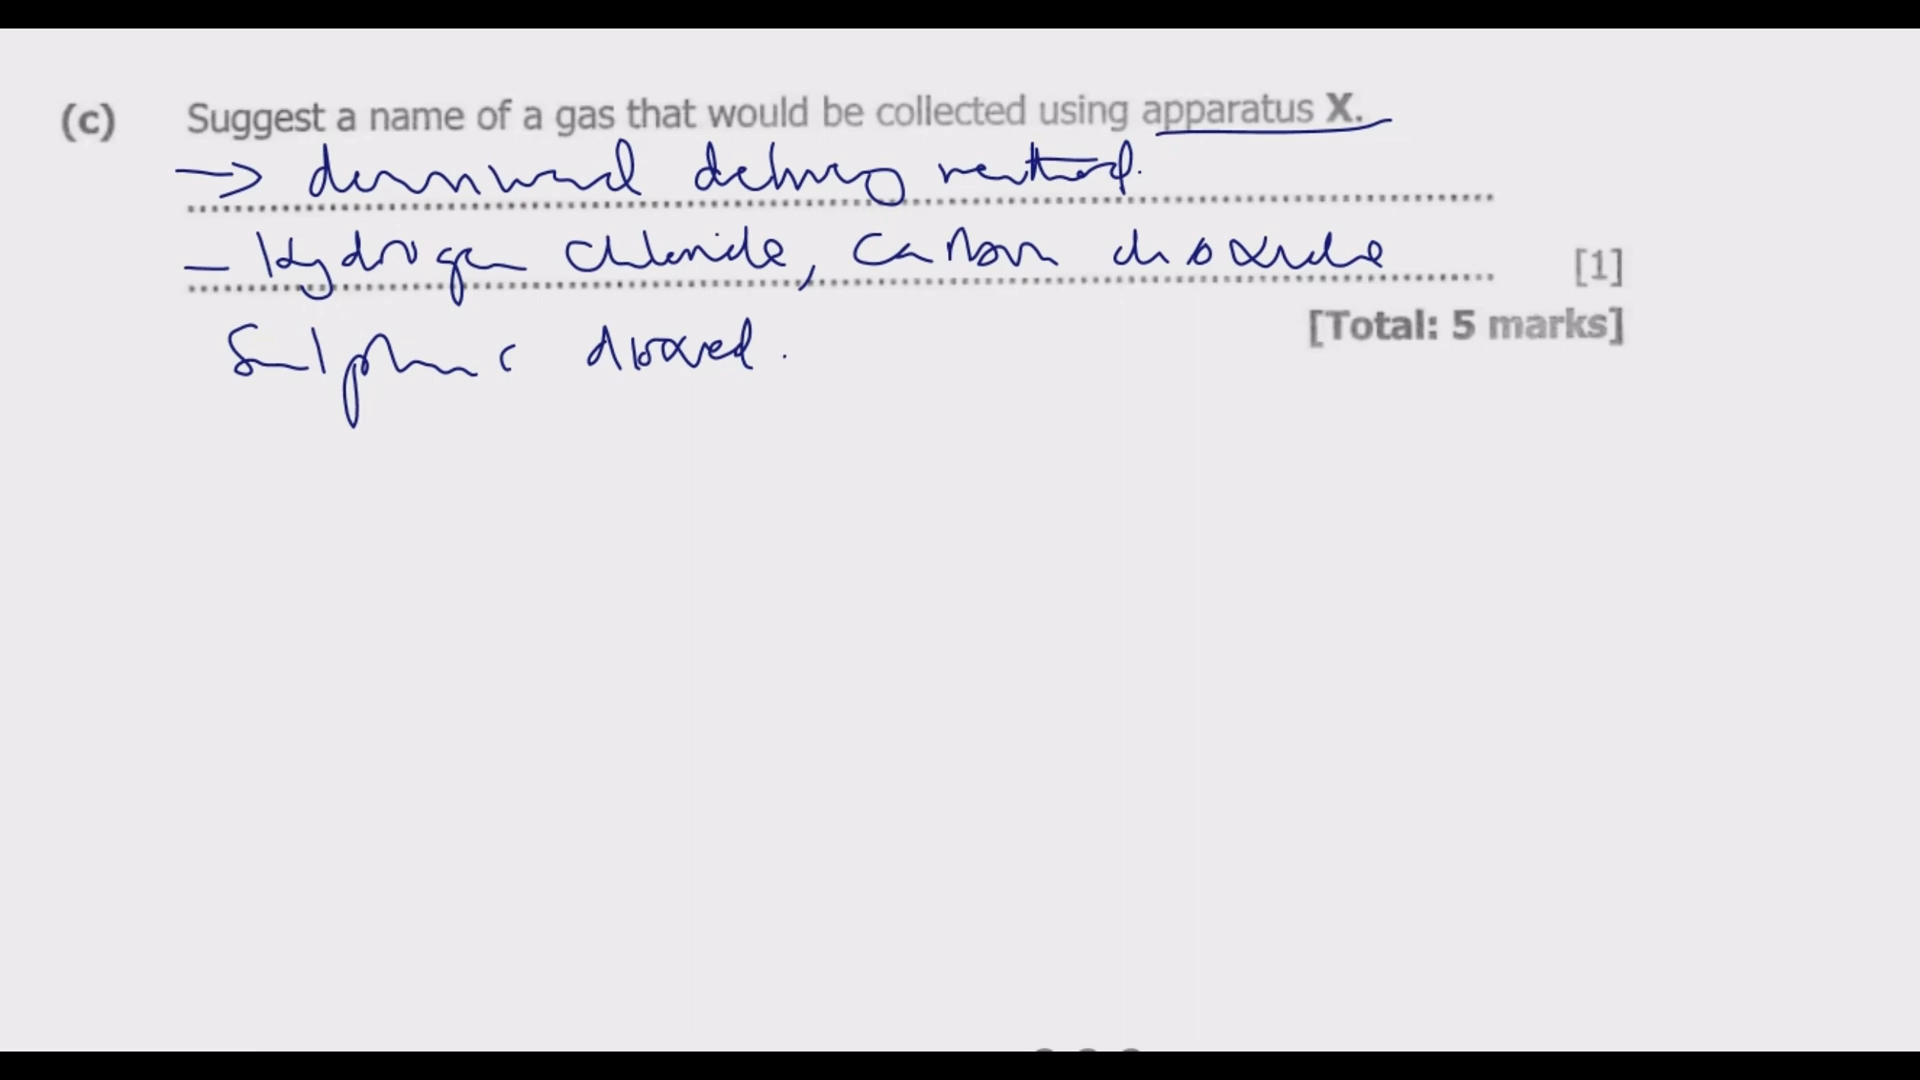 (c) Suggest a name of a gas that would be collected using apparatus X.
→ downward delivery method.
– Hydrogen chloride, Carbon dioxide [1]
[Total: 5 marks]
Sulphur